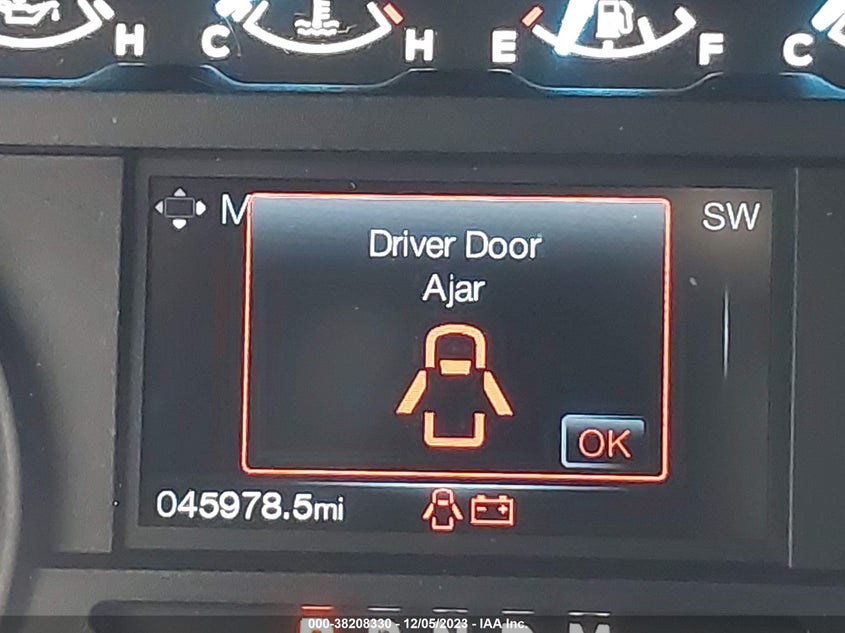 H C H E F C
M SW
Driver Door
Ajar
OK
045978.5mi
000-38208330 - 12/05/2023 - IAA Inc.